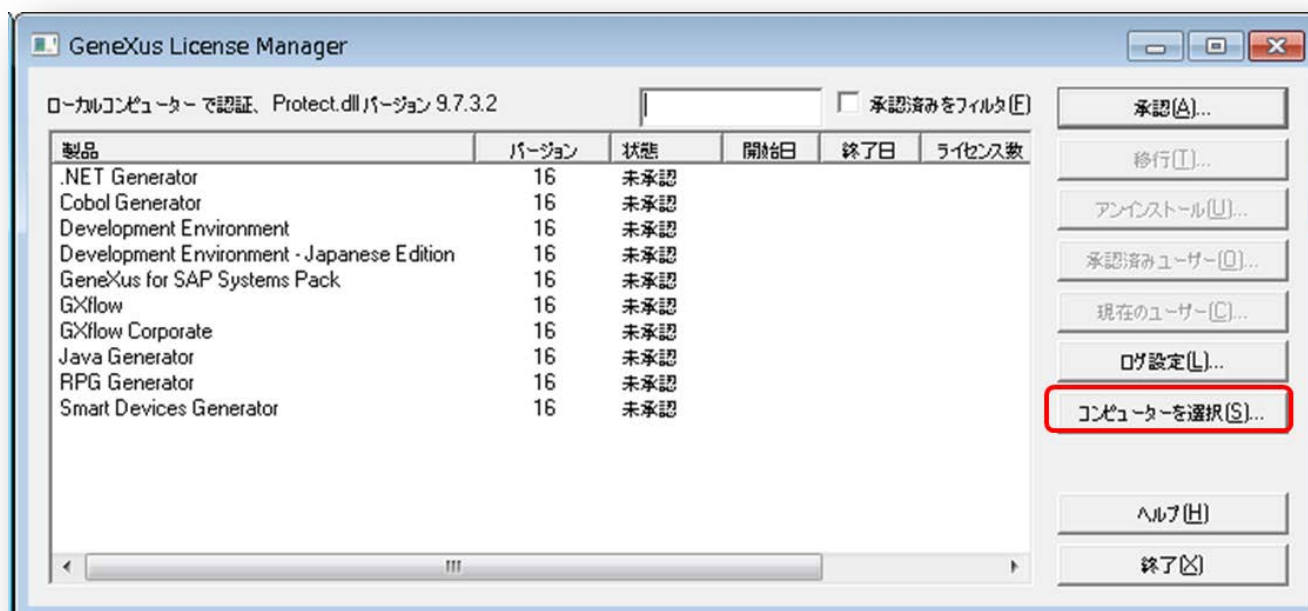 GeneXus License Manager
ローカルコンピューター で認証、 Protect.dll バージョン 9.7.3.2
承認済みをフィルタ(F)
承認(A)...
製品 バージョン 状態 開始日 終了日 ライセンス数
移行(T)...
.NET Generator 16 未承認
Cobol Generator 16 未承認
アンインストール(U)...
Development Environment 16 未承認
Development Environment - Japanese Edition 16 未承認
承認済みユーザー(O)...
GeneXus for SAP Systems Pack 16 未承認
GXflow 16 未承認
現在のユーザー(C)...
GXflow Corporate 16 未承認
Java Generator 16 未承認
ログ設定(L)...
RPG Generator 16 未承認
Smart Devices Generator 16 未承認
コンピューターを選択(S)...
ヘルプ(H)
終了(X)